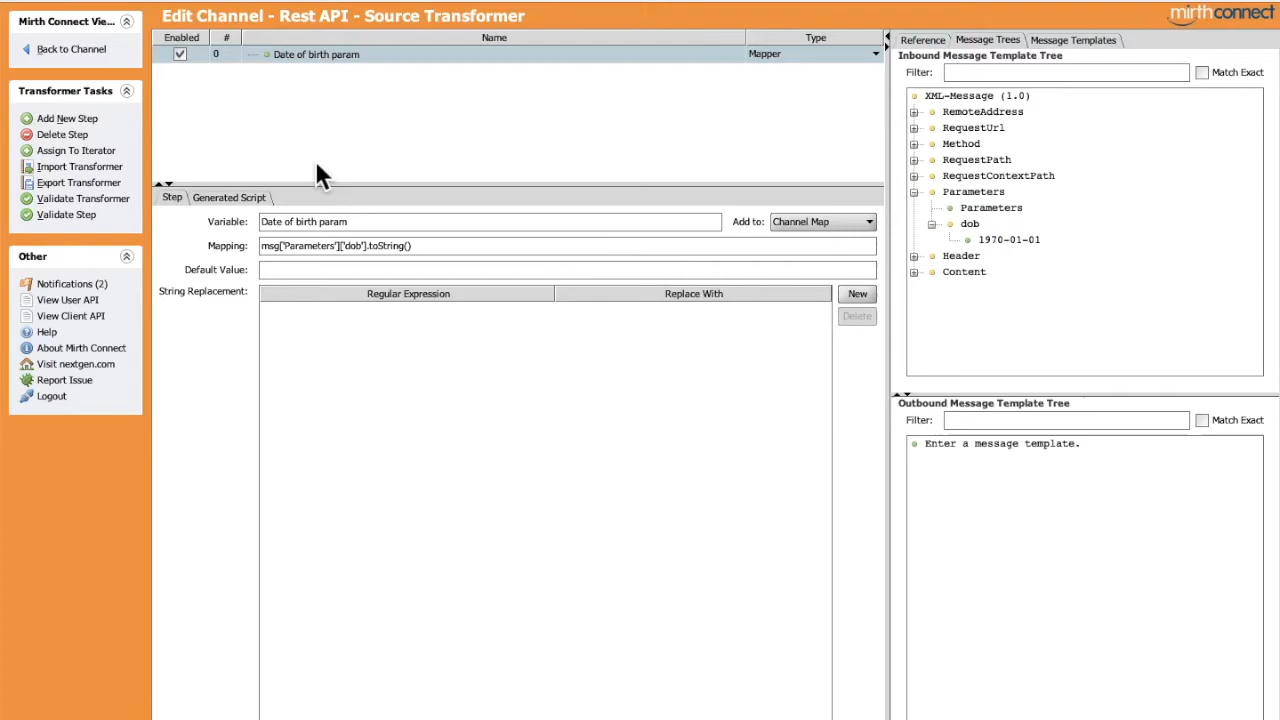 Mirth Connect Vie...
Back to Channel
Transformer Tasks
Add New Step
Delete Step
Assign To Iterator
Import Transformer
Export Transformer
Validate Transformer
Validate Step
Other
Notifications (2)
View User API
View Client API
Help
About Mirth Connect
Visit nextgen.com
Report Issue
Logout
Edit Channel - Rest API - Source Transformer
mirthconnect
Enabled # Name Type
0 Date of birth param Mapper
Step Generated Script
Variable: Date of birth param Add to: Channel Map
Mapping: msg['Parameters']['dob'].toString()
Default Value:
String Replacement: Regular Expression Replace With New
Delete
Reference Message Trees Message Templates
Inbound Message Template Tree
Filter: Match Exact
XML-Message (1.0)
RemoteAddress
RequestUrl
Method
RequestPath
RequestContextPath
Parameters
Parameters
dob
1970-01-01
Header
Content
Outbound Message Template Tree
Filter: Match Exact
Enter a message template.